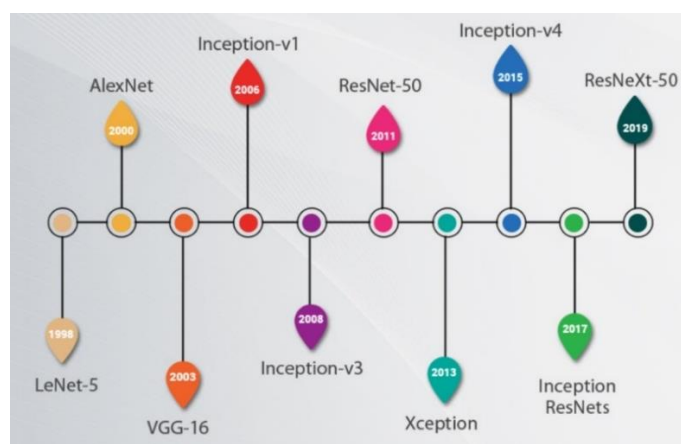 Inception-v1
Inception-v4
AlexNet
ResNet-50
ResNeXt-50
2006
2015
2000
2011
2019
1998
2008
2017
2003
2013
LeNet-5
Inception-v3
Inception
ResNets
VGG-16
Xception